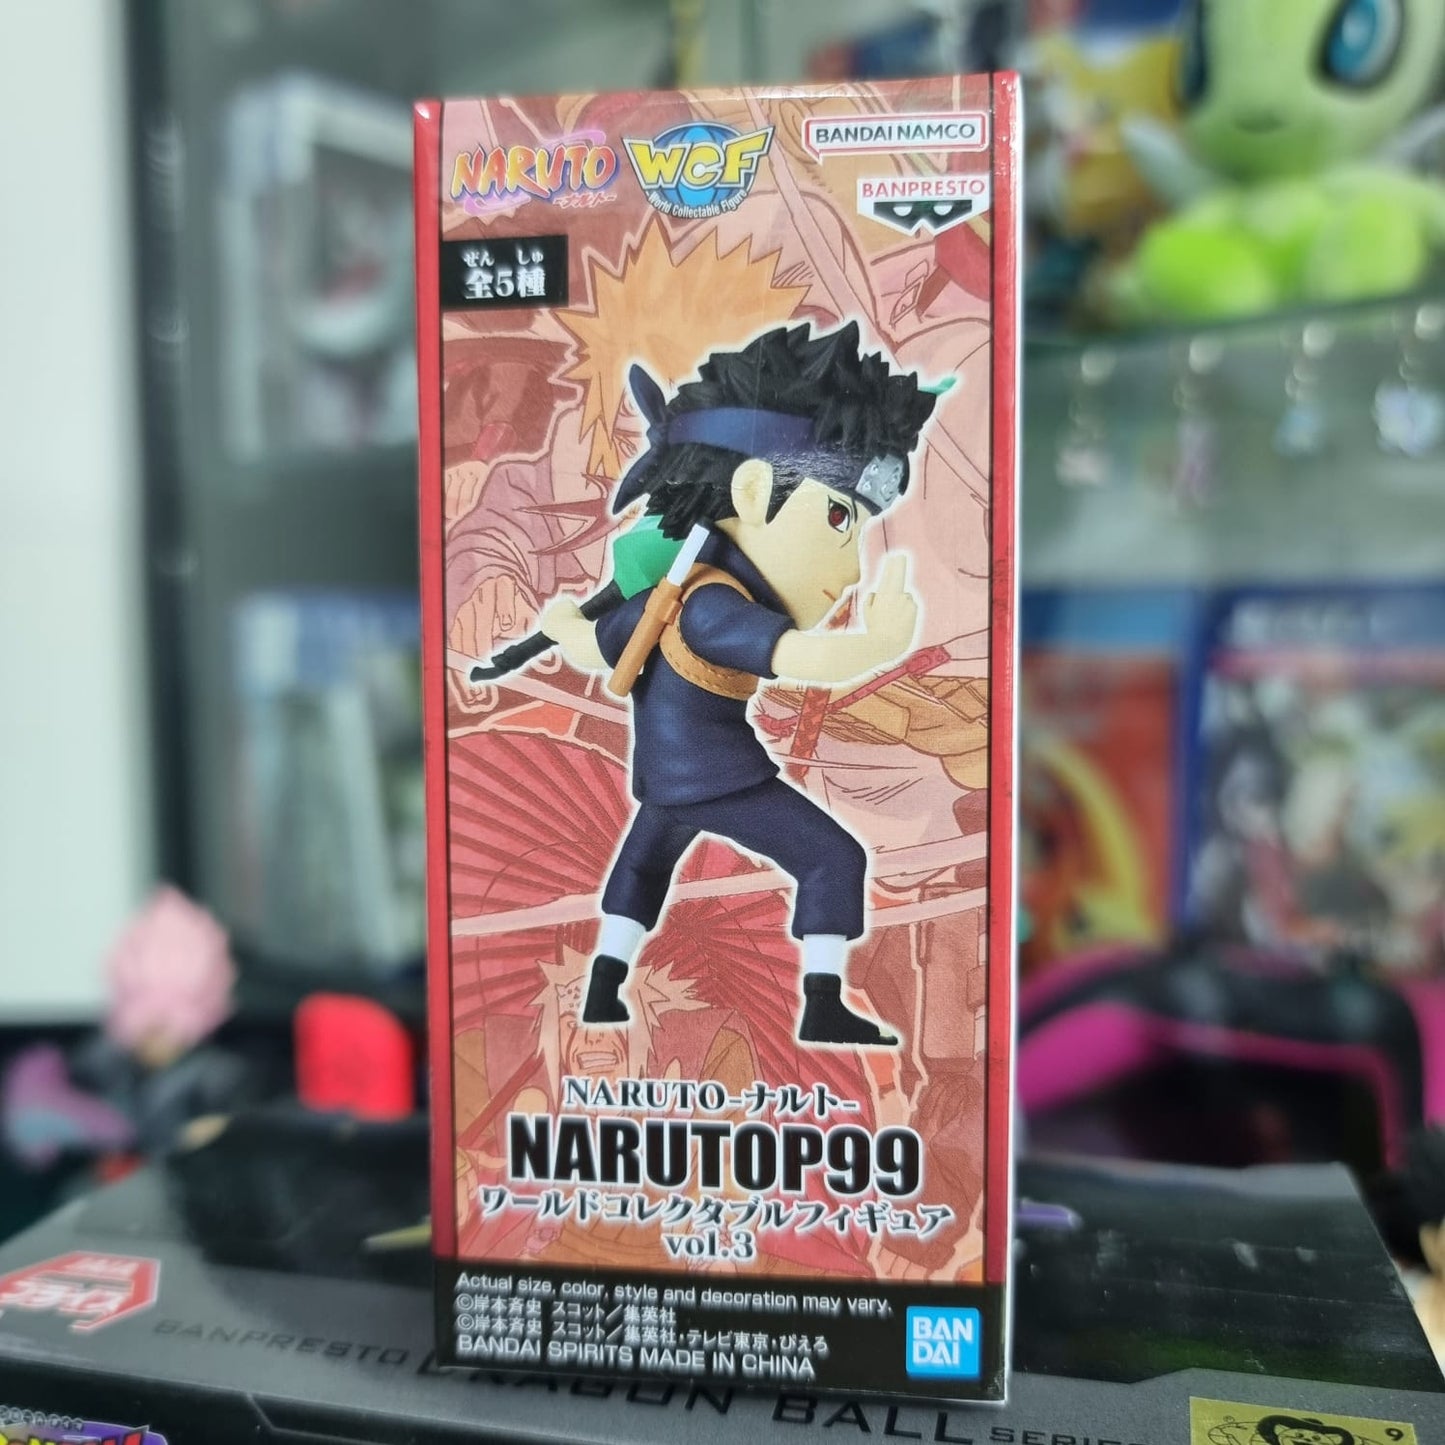 NARUTO
-ナルト-
WCF
World Collectable Figure
BANDAI NAMCO
BANPRESTO
ぜん しゅ
全5種
NARUTO-ナルト-
NARUTOP99
ワールドコレクタブルフィギュア
vol.3
Actual size, color, style and decoration may vary.
©岸本斉史 スコット／集英社
©岸本斉史 スコット／集英社・テレビ東京・ぴえろ
BANDAI SPIRITS MADE IN CHINA
BAN
DAI
BANPRESTO DRAGON BALL SERIES
9